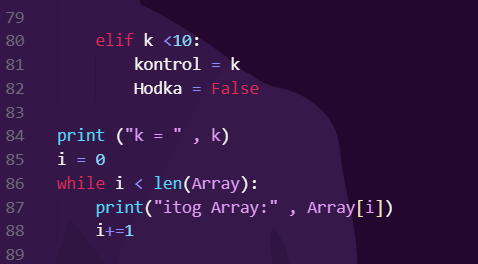 79
80 elif k <10:
81 kontrol = k
82 Hodka = False
83
84 print ("k = " , k)
85 i = 0
86 while i < len(Array):
87 print("itog Array:" , Array[i])
88 i+=1
89